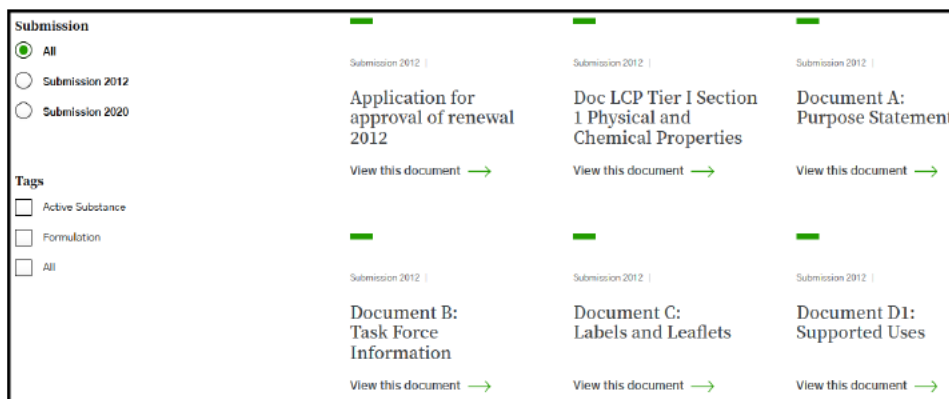 Submission
All
Submission 2012
Submission 2020
Tags
Active Substance
Formulation
All
Submission 2012 |
Application for
approval of renewal
2012
View this document
Submission 2012 |
Doc LCP Tier I Section
1 Physical and
Chemical Properties
View this document
Submission 2012 |
Document A:
Purpose Statement
View this document
Submission 2012 |
Document B:
Task Force
Information
View this document
Submission 2012 |
Document C:
Labels and Leaflets
View this document
Submission 2012 |
Document D1:
Supported Uses
View this document